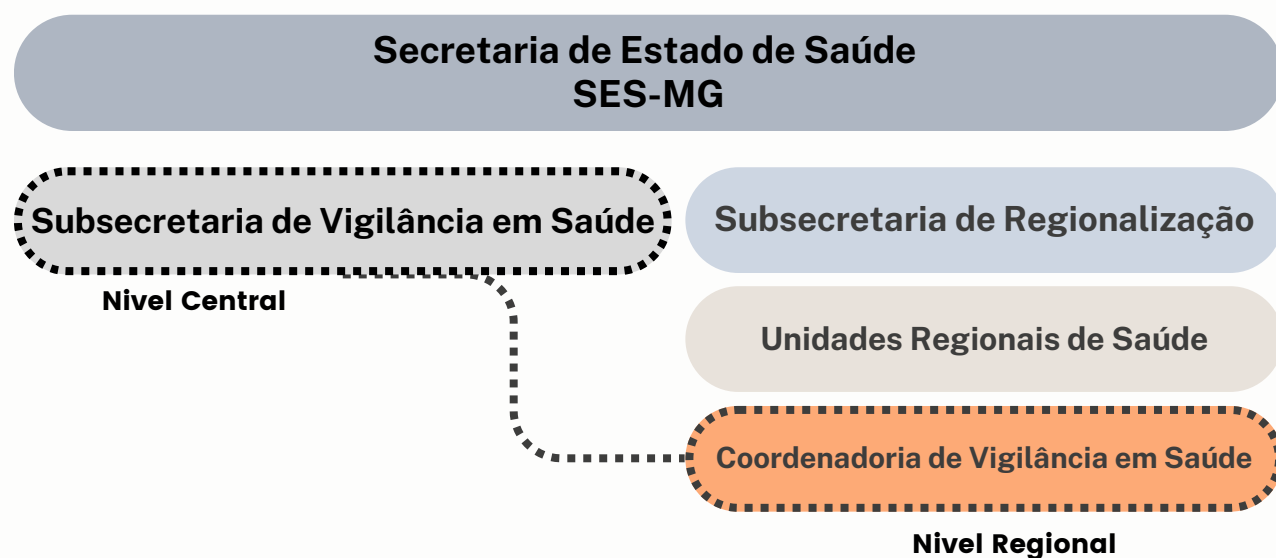 Secretaria de Estado de Saúde
SES-MG
Subsecretaria de Vigilância em Saúde
Nivel Central
Subsecretaria de Regionalização
Unidades Regionais de Saúde
Coordenadoria de Vigilância em Saúde
Nivel Regional